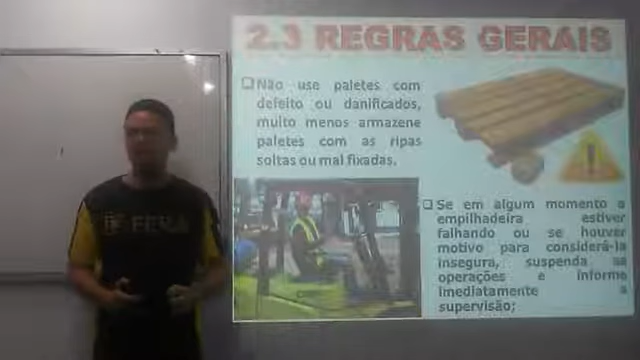 2.3 REGRAS GERAIS
❑Não use paletes com
defeito ou danificados,
muito menos armazene
paletes com as ripas
soltas ou mal fixadas.
❑Se em algum momento a
empilhadeira estiver
falhando ou se houver
motivo para considerá-la
insegura, suspenda as
operações e informe
imediatamente a
supervisão;